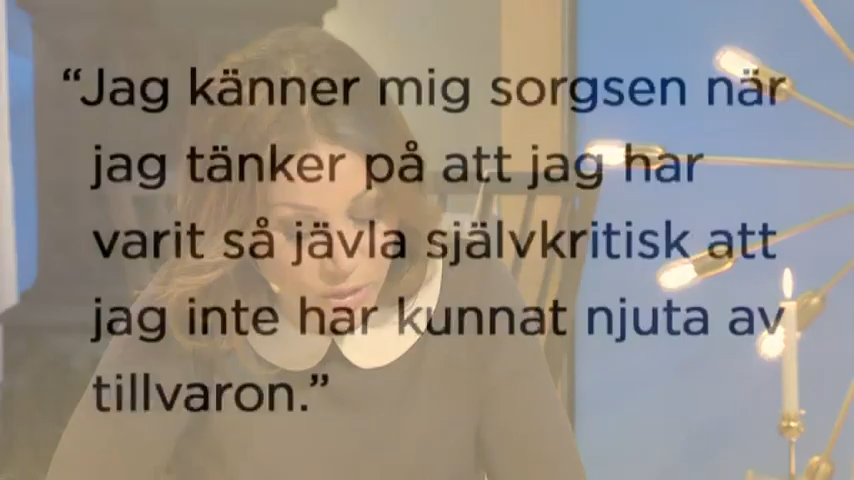 “Jag känner mig sorgsen när
jag tänker på att jag har
varit så jävla självkritisk att
jag inte har kunnat njuta av
tillvaron.”